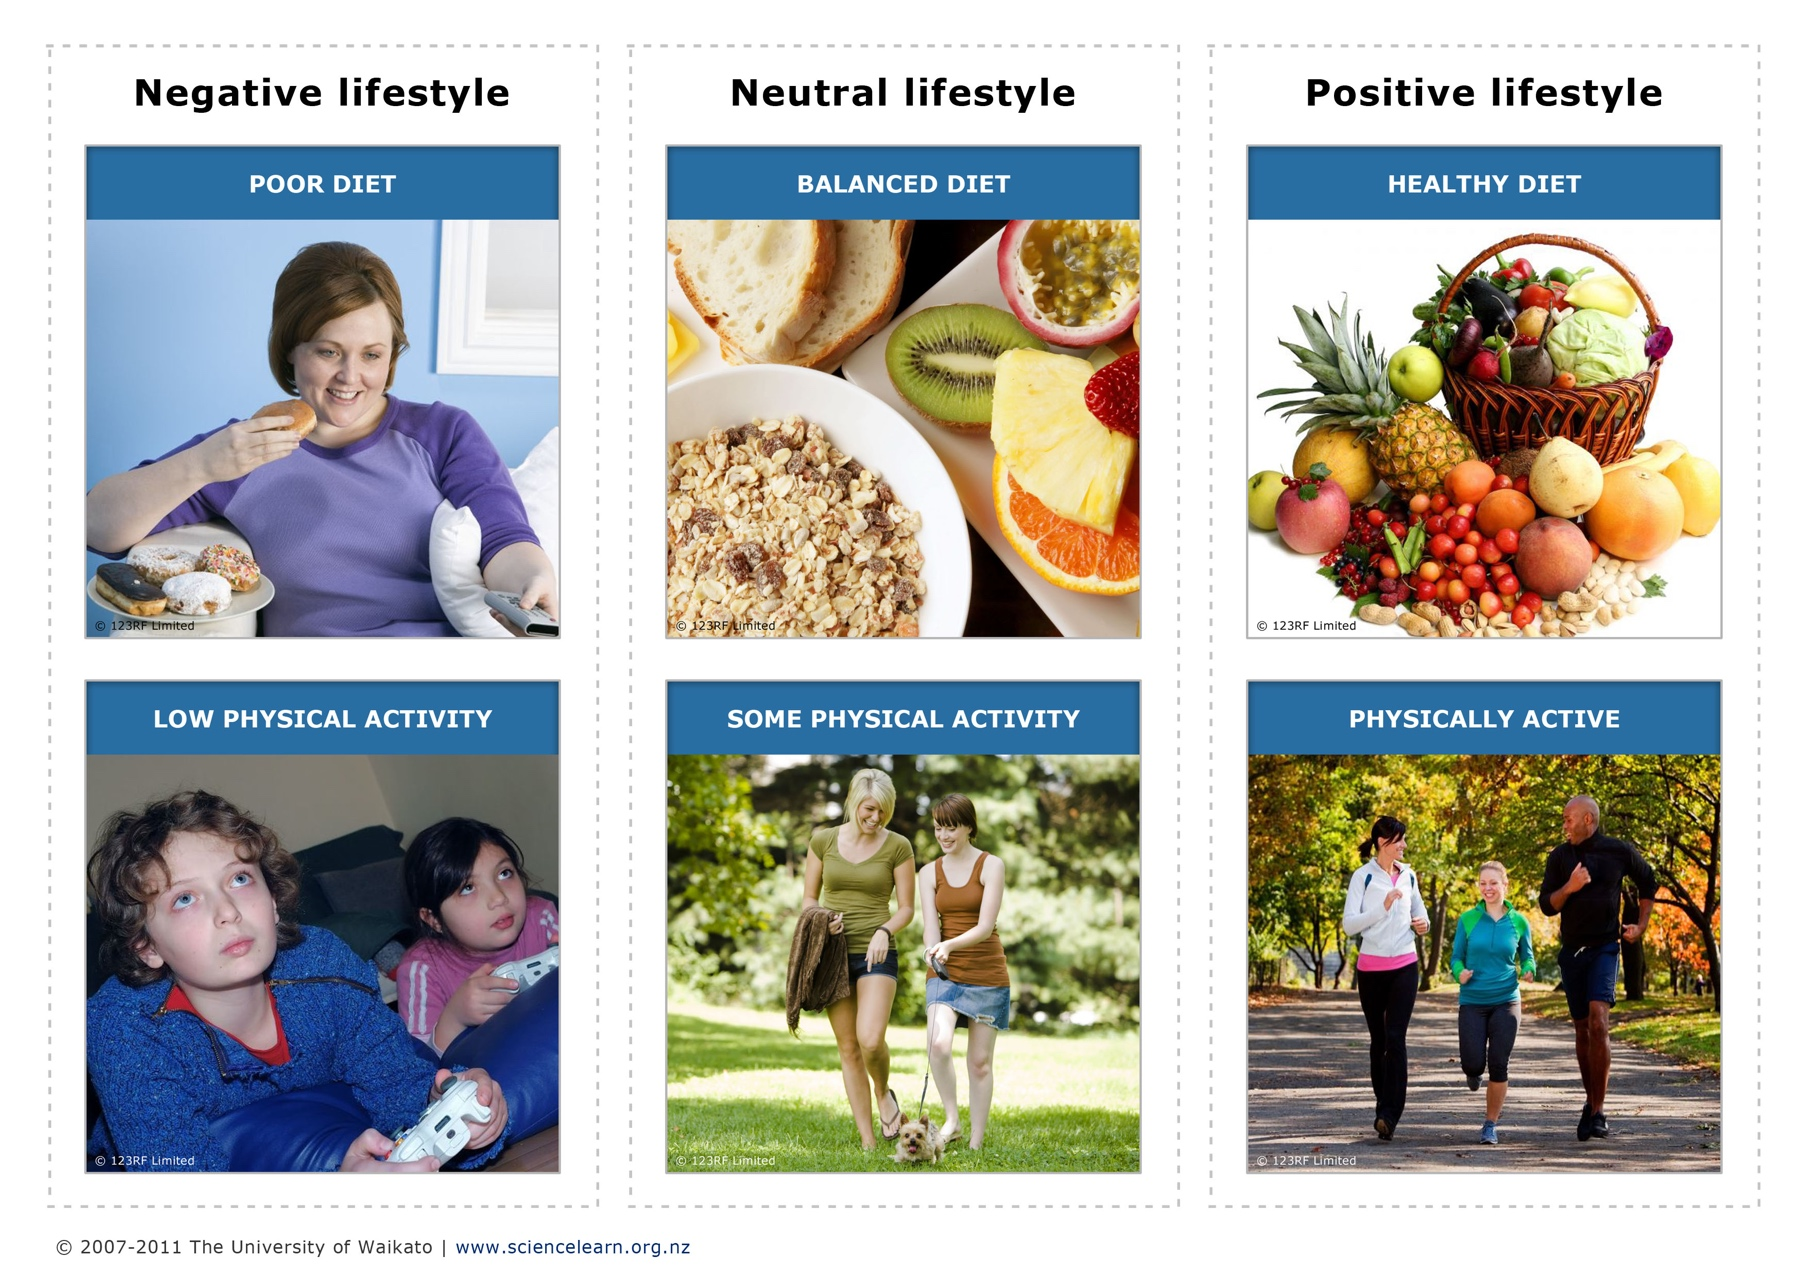 Negative lifestyle
POOR DIET
© 123RF Limited
LOW PHYSICAL ACTIVITY
© 123RF Limited
Neutral lifestyle
BALANCED DIET
© 123RF Limited
SOME PHYSICAL ACTIVITY
© 123RF Limited
Positive lifestyle
HEALTHY DIET
© 123RF Limited
PHYSICALLY ACTIVE
© 123RF Limited
© 2007-2011 The University of Waikato | www.sciencelearn.org.nz